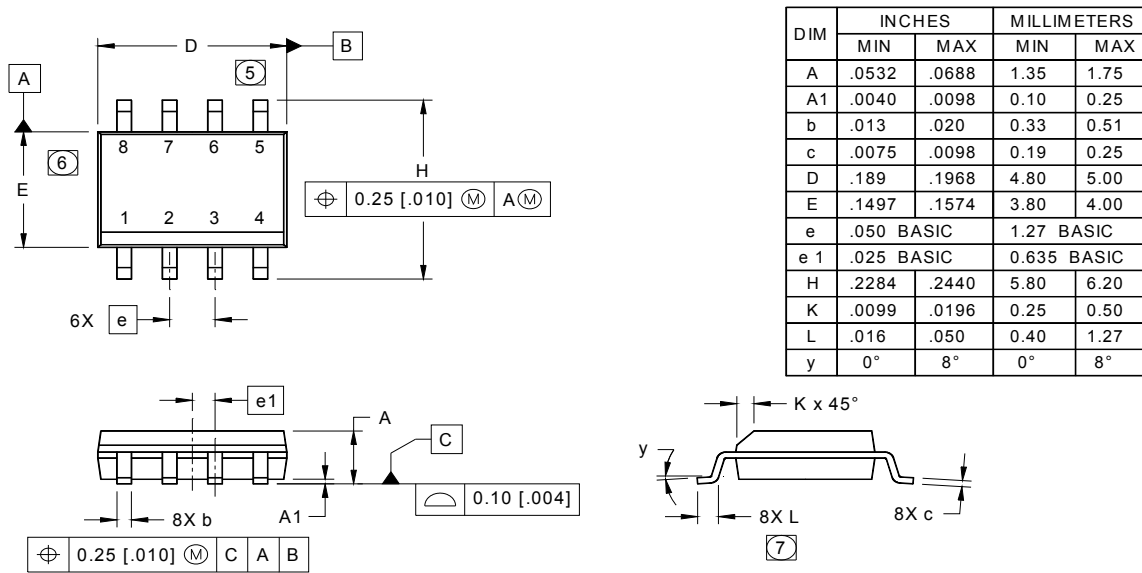 D
B
5
A
8 7 6 5
6
E
H
0.25 [.010] Ⓜ A Ⓜ
1 2 3 4
6X e
DIM INCHES MILLIMETERS
MIN MAX MIN MAX
A .0532 .0688 1.35 1.75
A1 .0040 .0098 0.10 0.25
b .013 .020 0.33 0.51
c .0075 .0098 0.19 0.25
D .189 .1968 4.80 5.00
E .1497 .1574 3.80 4.00
e .050 BASIC 1.27 BASIC
e 1 .025 BASIC 0.635 BASIC
H .2284 .2440 5.80 6.20
K .0099 .0196 0.25 0.50
L .016 .050 0.40 1.27
y 0° 8° 0° 8°
e1
A
C
0.10 [.004]
8X b
A1
0.25 [.010] Ⓜ C A B
K x 45°
y
8X L
8X c
7